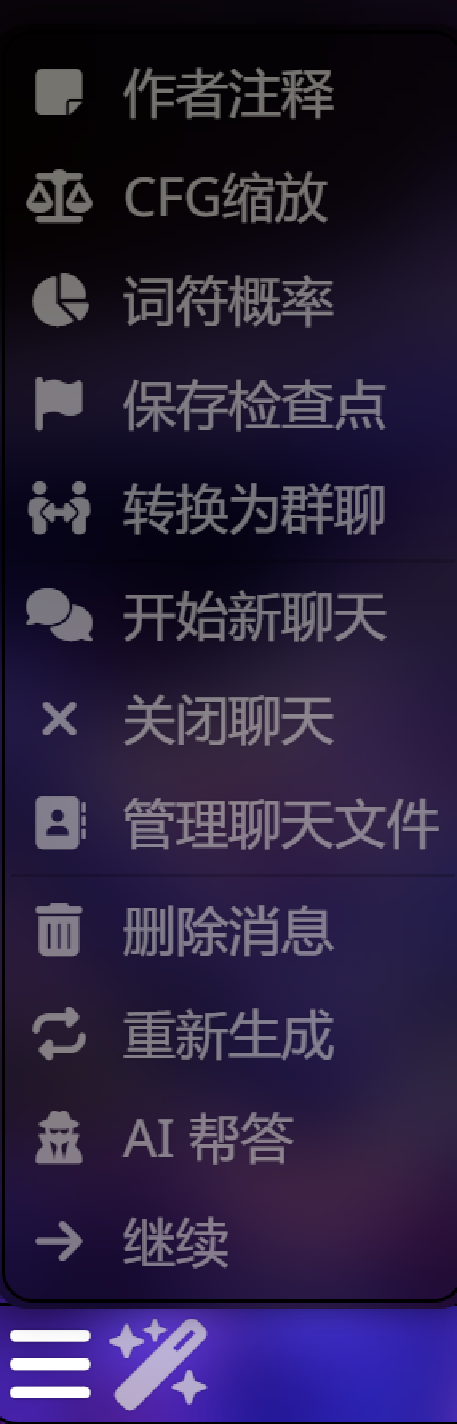 作者注释
CFG缩放
词符概率
保存检查点
转换为群聊
开始新聊天
关闭聊天
管理聊天文件
删除消息
重新生成
AI 帮答
继续